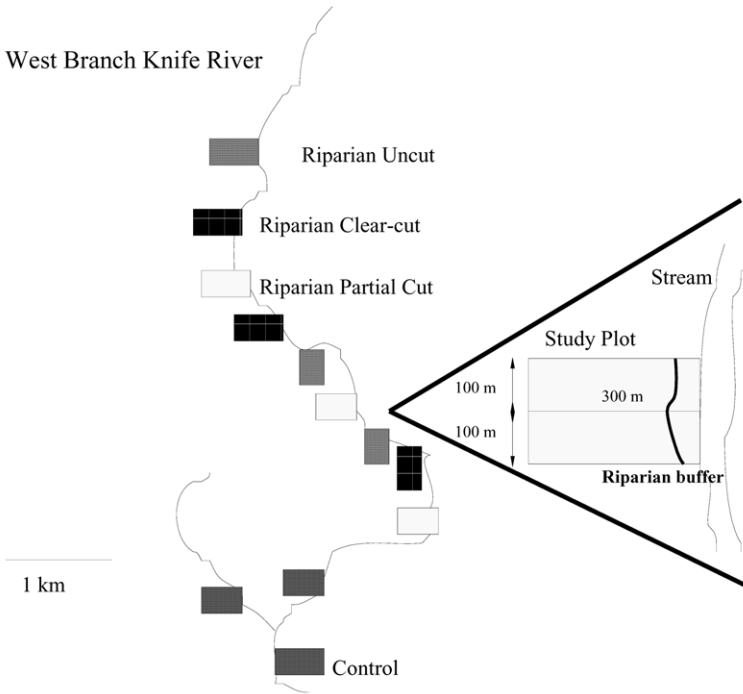 West Branch Knife River
Riparian Uncut
Riparian Clear-cut
Riparian Partial Cut
Stream
Study Plot
100 m
300 m
100 m
Riparian buffer
1 km
Control